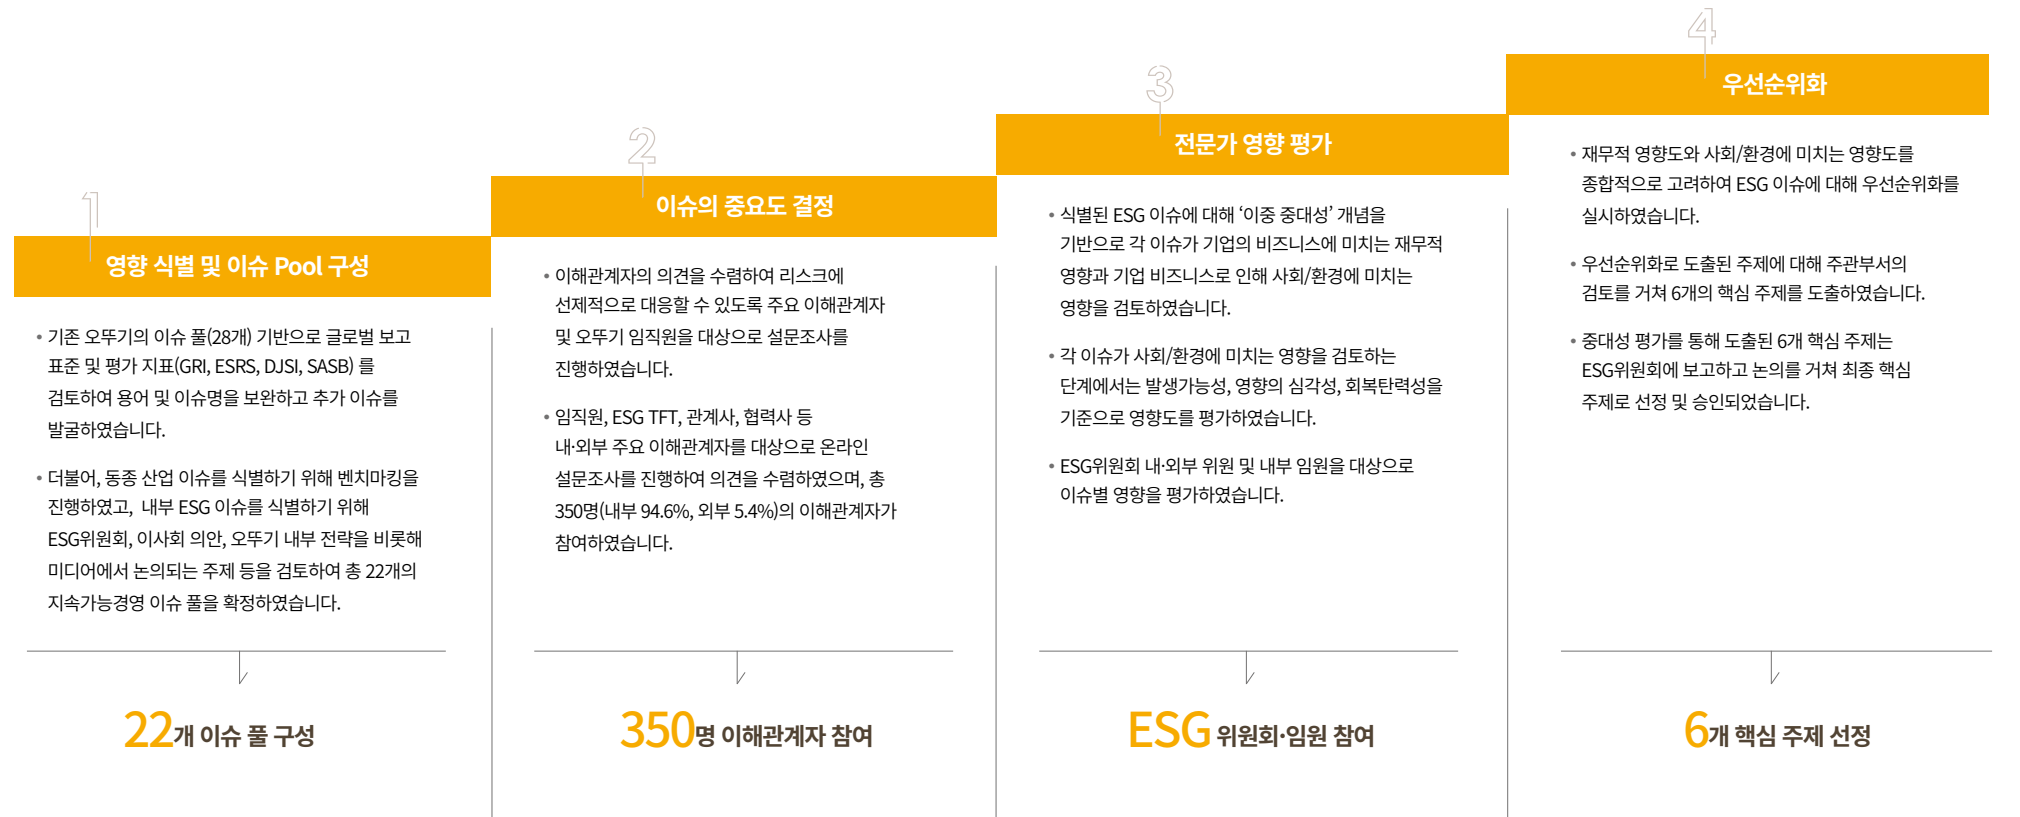 1
영향 식별 및 이슈 Pool 구성
• 기존 오뚜기의 이슈 풀(28개) 기반으로 글로벌 보고
표준 및 평가 지표(GRI, ESRS, DJSI, SASB) 를
검토하여 용어 및 이슈명을 보완하고 추가 이슈를
발굴하였습니다.
• 더불어, 동종 산업 이슈를 식별하기 위해 벤치마킹을
진행하였고, 내부 ESG 이슈를 식별하기 위해
ESG위원회, 이사회 의안, 오뚜기 내부 전략을 비롯해
미디어에서 논의되는 주제 등을 검토하여 총 22개의
지속가능경영 이슈 풀을 확정하였습니다.
22개 이슈 풀 구성
2
이슈의 중요도 결정
• 이해관계자의 의견을 수렴하여 리스크에
선제적으로 대응할 수 있도록 주요 이해관계자
및 오뚜기 임직원을 대상으로 설문조사를
진행하였습니다.
• 임직원, ESG TFT, 관계사, 협력사 등
내·외부 주요 이해관계자를 대상으로 온라인
설문조사를 진행하여 의견을 수렴하였으며, 총
350명(내부 94.6%, 외부 5.4%)의 이해관계자가
참여하였습니다.
350명 이해관계자 참여
3
전문가 영향 평가
• 식별된 ESG 이슈에 대해 ‘이중 중대성’ 개념을
기반으로 각 이슈가 기업의 비즈니스에 미치는 재무적
영향과 기업 비즈니스로 인해 사회/환경에 미치는
영향을 검토하였습니다.
• 각 이슈가 사회/환경에 미치는 영향을 검토하는
단계에서는 발생가능성, 영향의 심각성, 회복탄력성을
기준으로 영향도를 평가하였습니다.
• ESG위원회 내·외부 위원 및 내부 임원을 대상으로
이슈별 영향을 평가하였습니다.
ESG 위원회·임원 참여
4
우선순위화
• 재무적 영향도와 사회/환경에 미치는 영향도를
종합적으로 고려하여 ESG 이슈에 대해 우선순위화를
실시하였습니다.
• 우선순위화로 도출된 주제에 대해 주관부서의
검토를 거쳐 6개의 핵심 주제를 도출하였습니다.
• 중대성 평가를 통해 도출된 6개 핵심 주제는
ESG위원회에 보고하고 논의를 거쳐 최종 핵심
주제로 선정 및 승인되었습니다.
6개 핵심 주제 선정